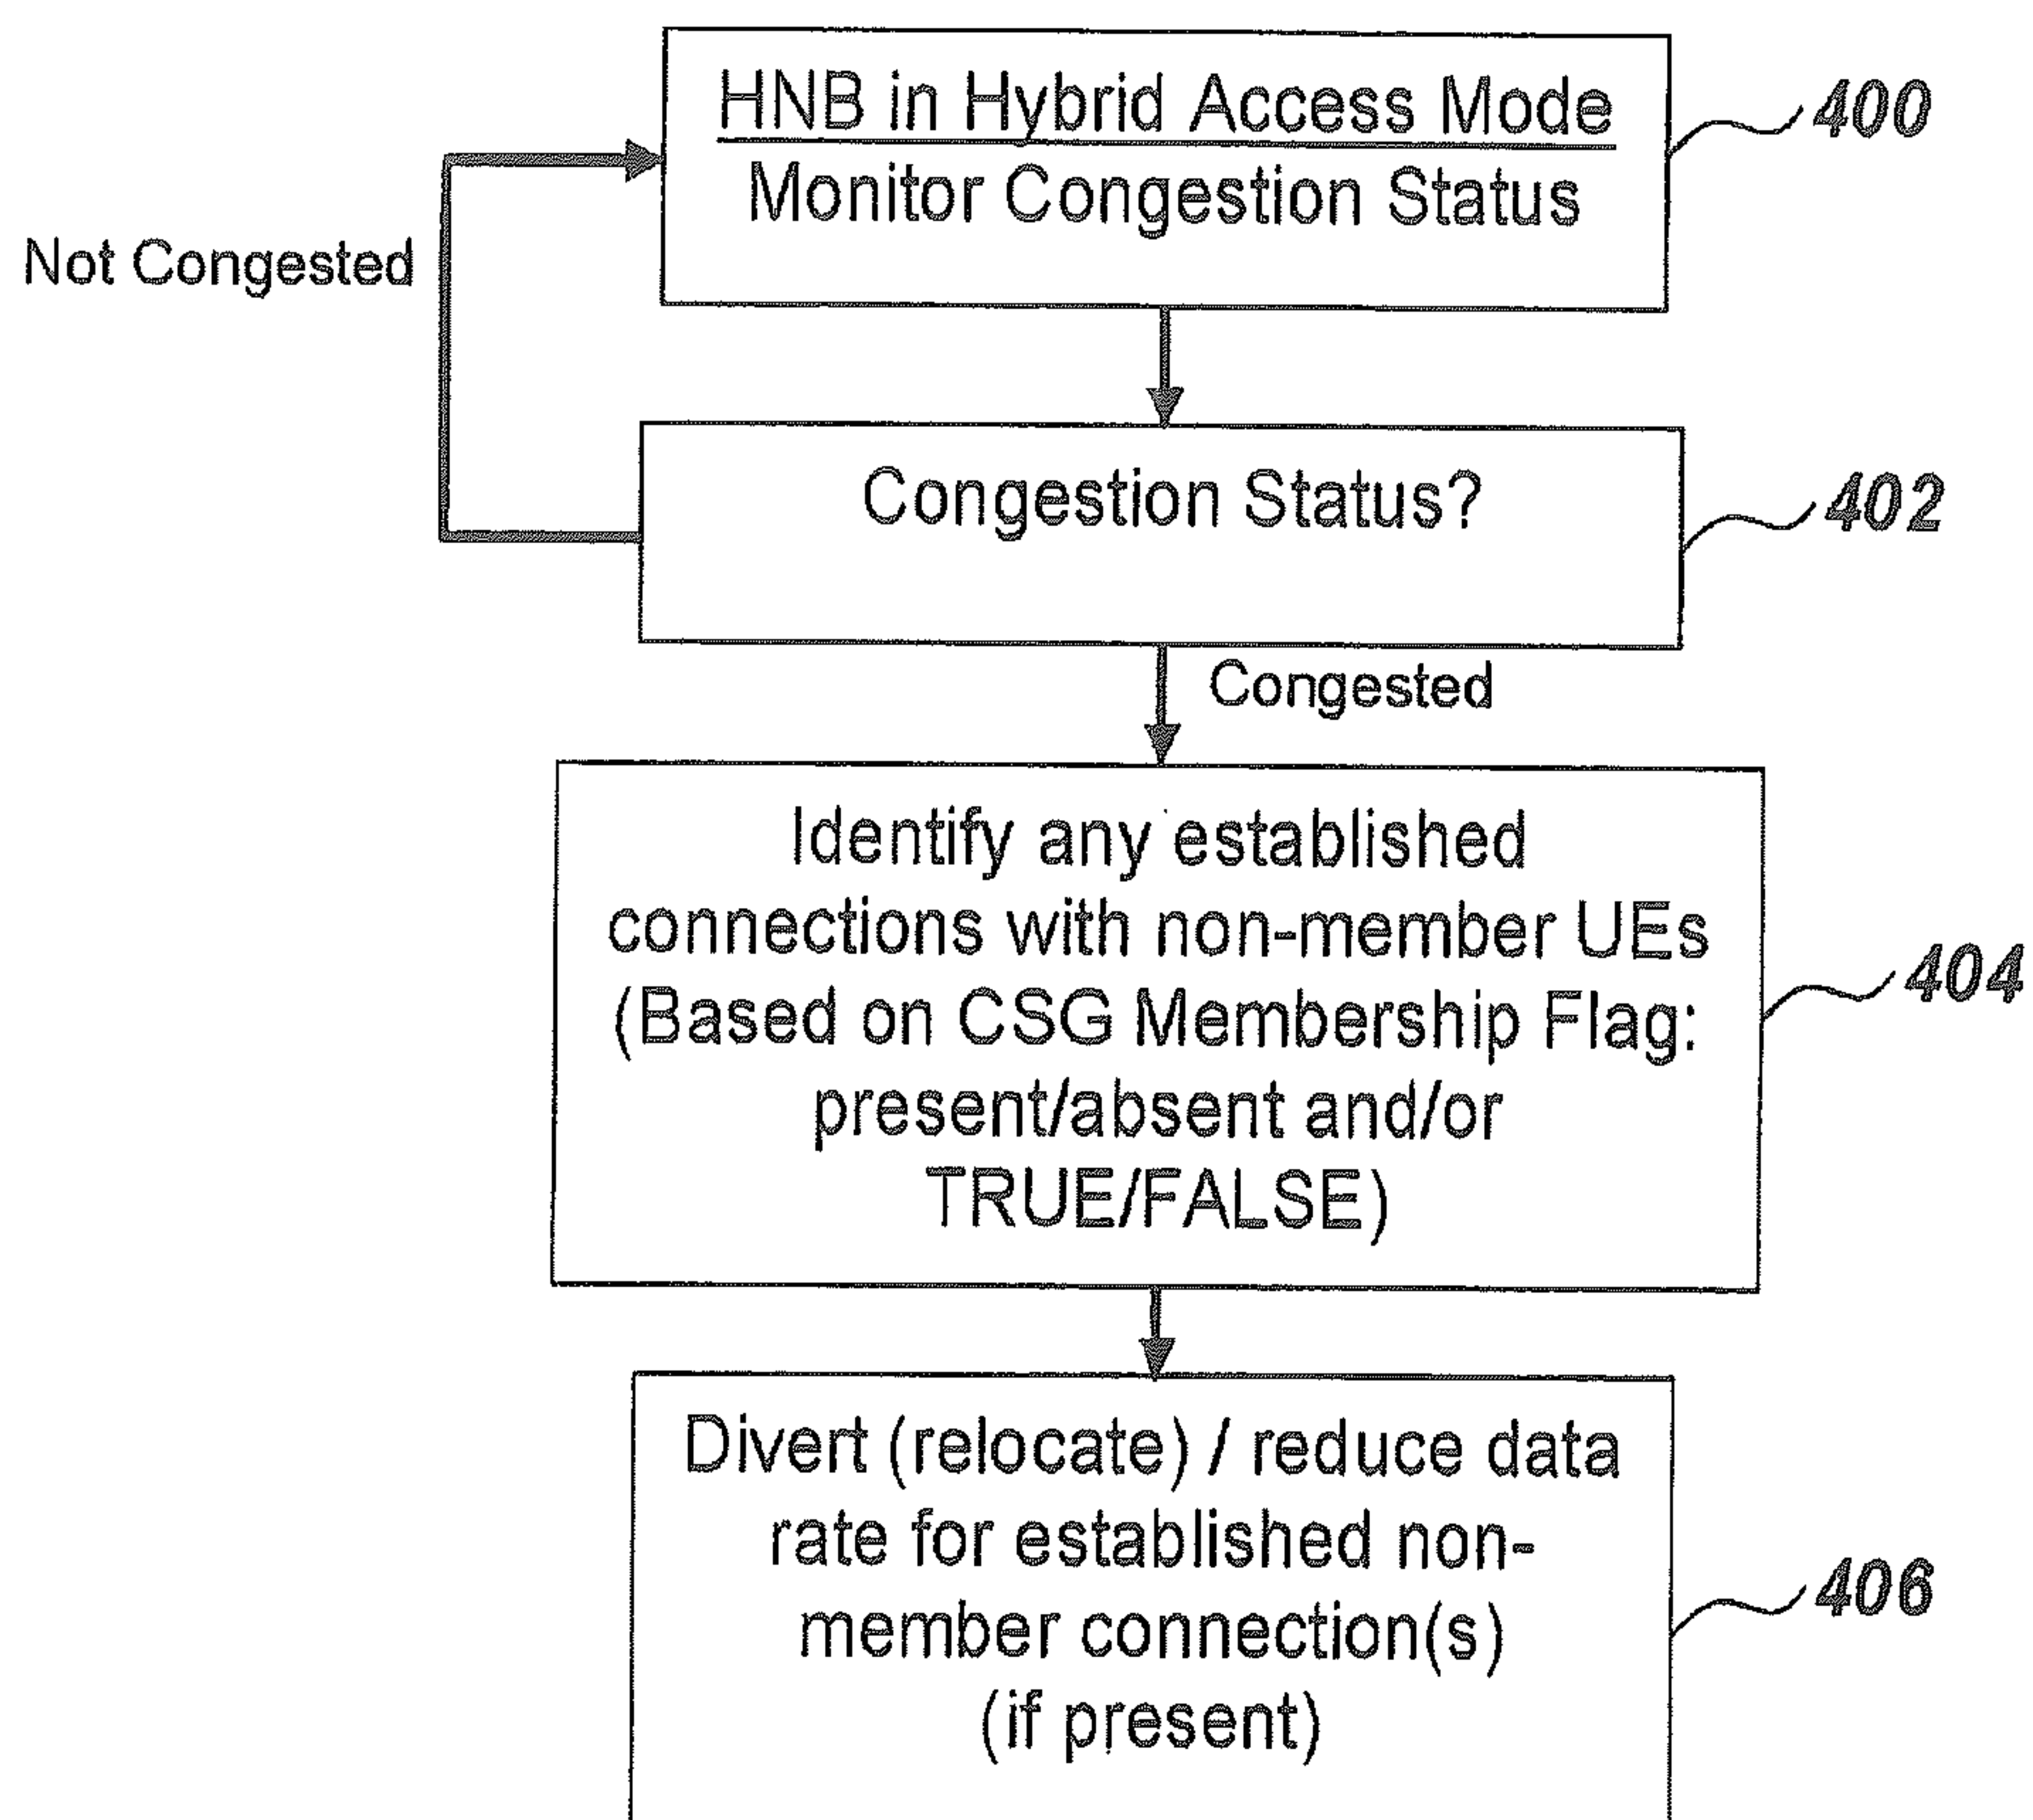 HNB in Hybrid Access Mode
Monitor Congestion Status
400
Not Congested
Congestion Status?
402
Congested
Identify any established
connections with non-member UEs
(Based on CSG Membership Flag:
present/absent and/or
TRUE/FALSE)
404
Divert (relocate) / reduce data
rate for established non-
member connection(s)
(if present)
406